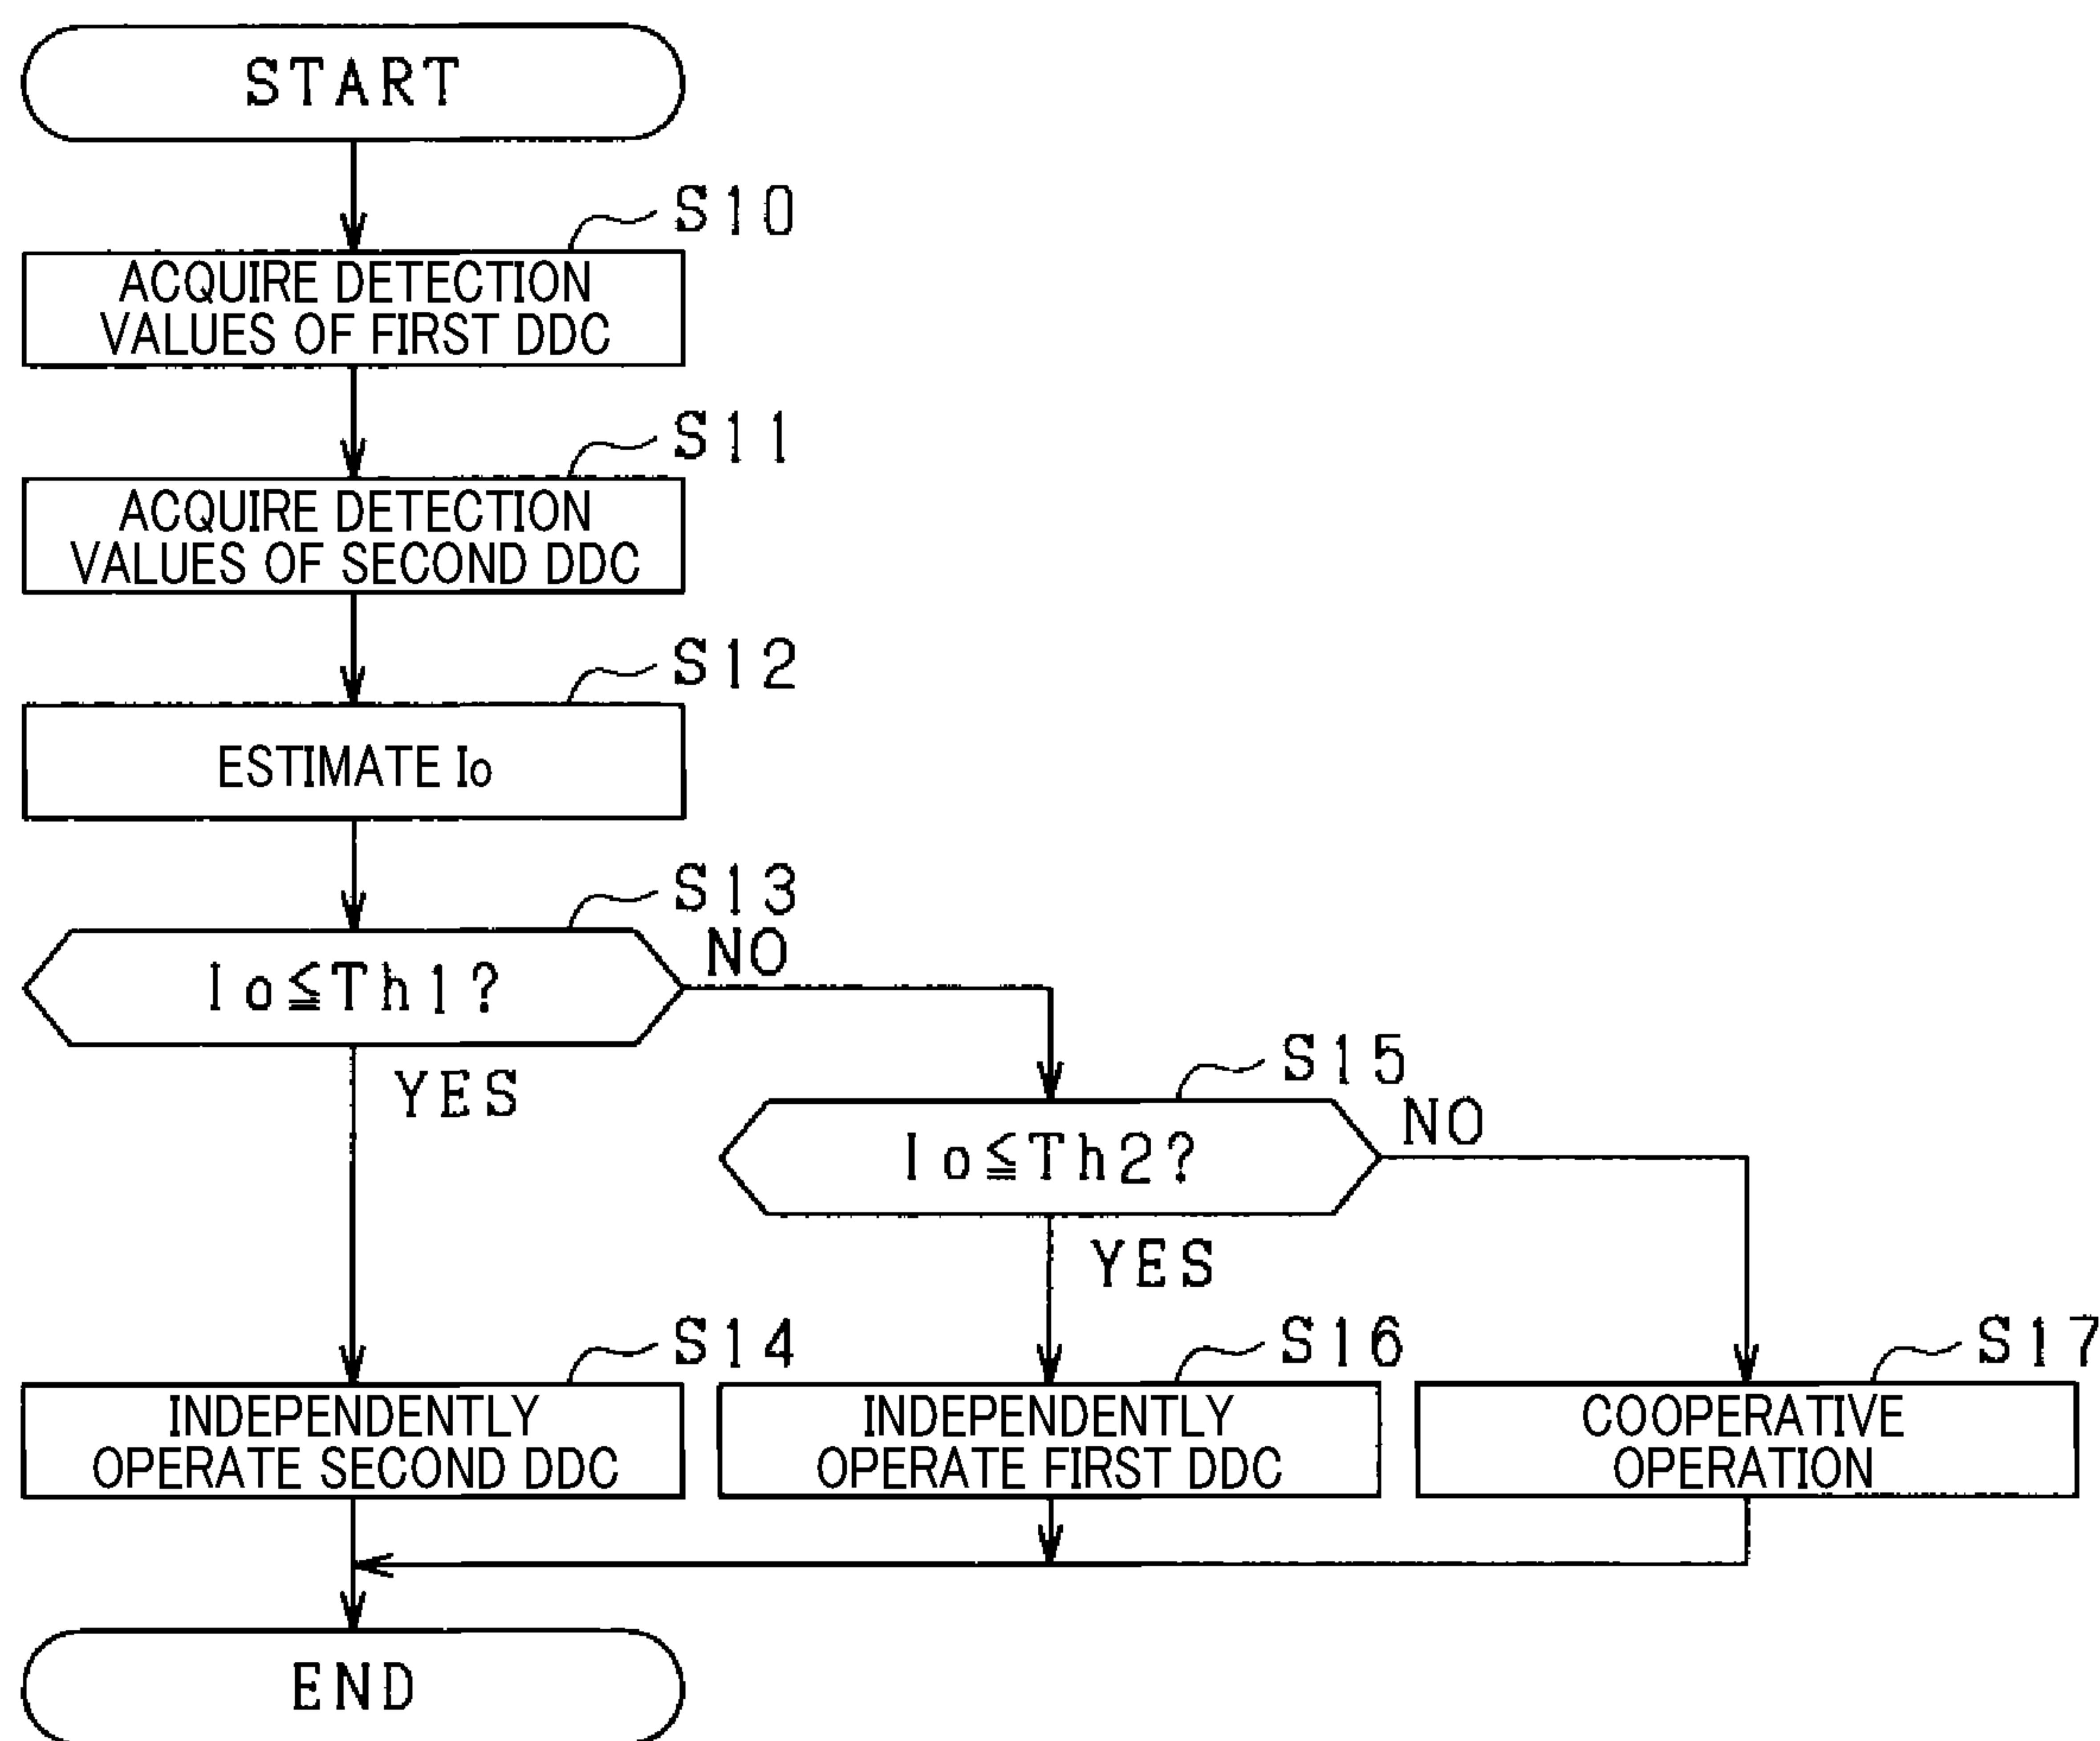 START
S10
ACQUIRE DETECTION
VALUES OF FIRST DDC
S11
ACQUIRE DETECTION
VALUES OF SECOND DDC
S12
ESTIMATE Io
S13
Io≦Th1?
NO
YES
S15
Io≦Th2?
NO
YES
S14
INDEPENDENTLY
OPERATE SECOND DDC
S16
INDEPENDENTLY
OPERATE FIRST DDC
S17
COOPERATIVE
OPERATION
END